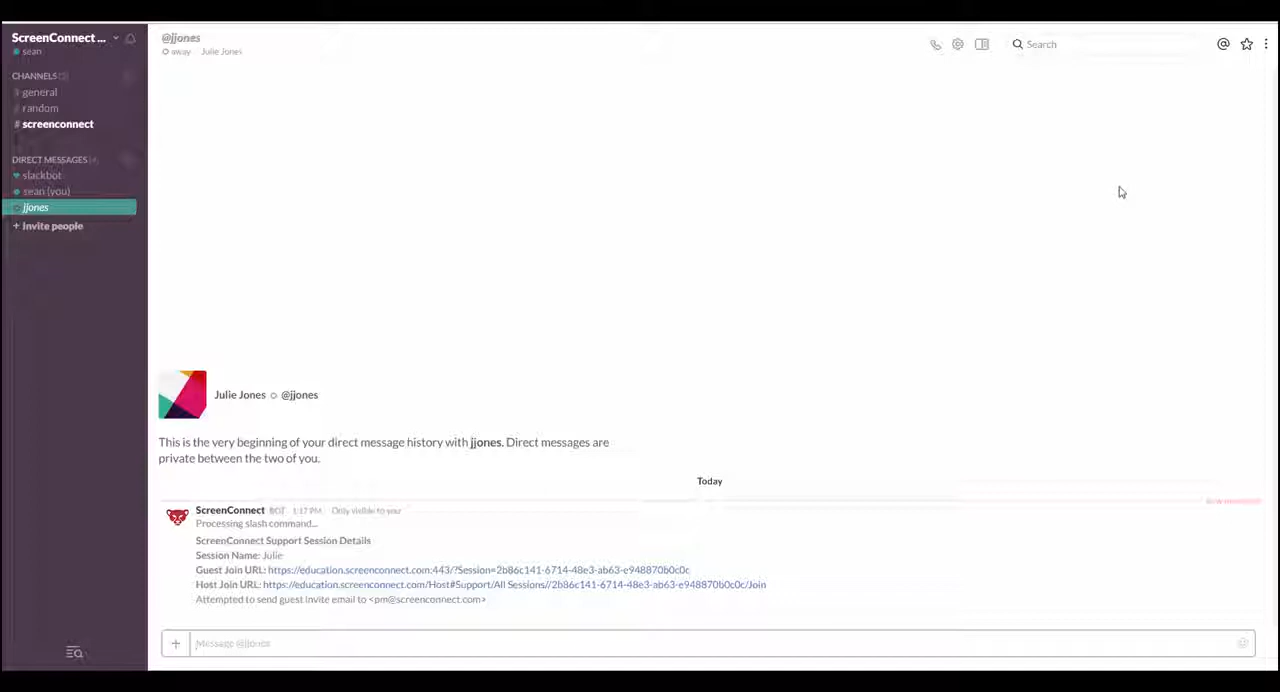 ScreenConnect ...
sean
CHANNELS
general
random
# screenconnect
DIRECT MESSAGES
slackbot
sean (you)
jjones
+ Invite people
@jjones
away Julie Jones
Search
Julie Jones @jjones
This is the very beginning of your direct message history with jjones. Direct messages are
private between the two of you.
Today
ScreenConnect BOT 1:17 PM Only visible to you
Processing slash command...
ScreenConnect Support Session Details
Session Name: Julie
Guest Join URL: https://education.screenconnect.com:443/?Session=2b86c141-6714-48e3-ab63-e948870b0c0c
Host Join URL: https://education.screenconnect.com/Host#Support/All Sessions//2b86c141-6714-48e3-ab63-e948870b0c0c/Join
Attempted to send guest invite email to <pm@screenconnect.com>
Message @jjones